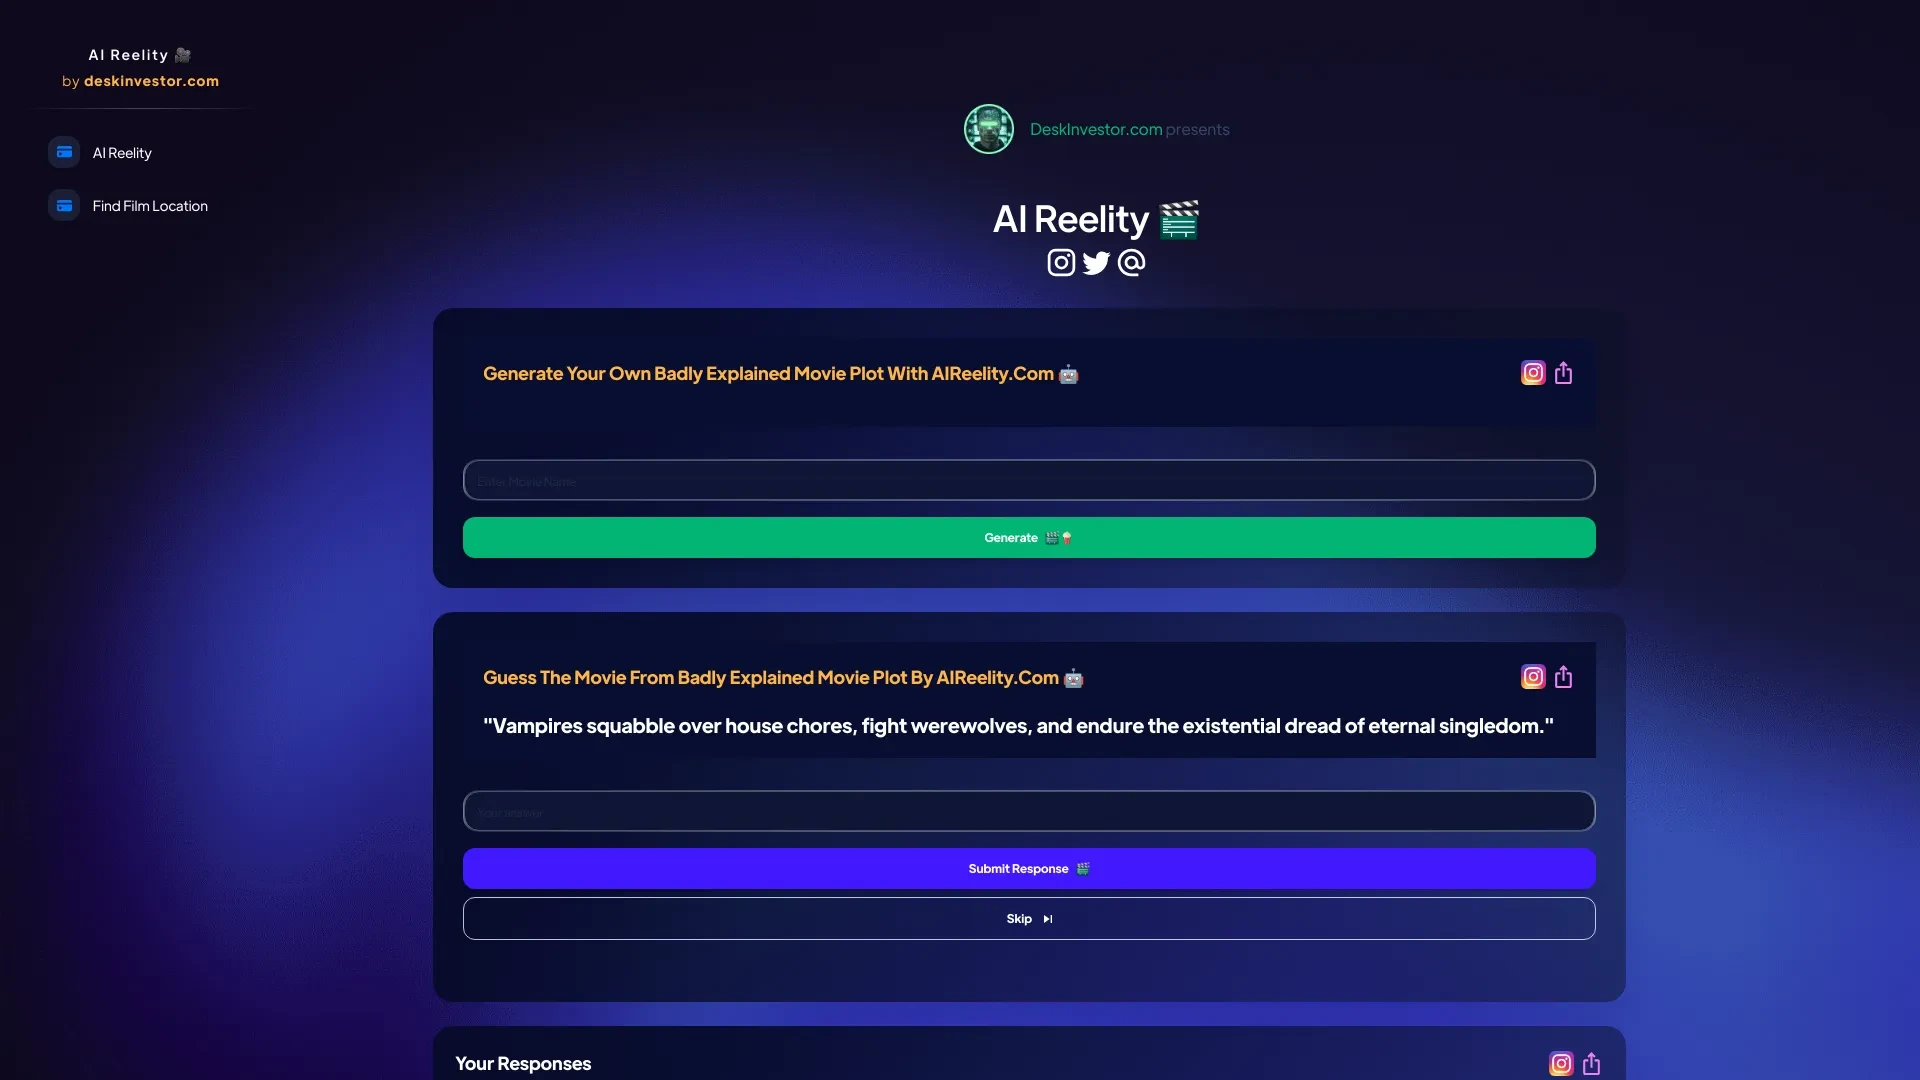 AI Reelity 🎥
by deskinvestor.com
AI Reelity
Find Film Location
DeskInvestor.com presents
AI Reelity 🎬
Generate Your Own Badly Explained Movie Plot With AIReelity.Com 🤖
Enter Movie Name
Generate 🎬🍿
Guess The Movie From Badly Explained Movie Plot By AIReelity.Com 🤖
"Vampires squabble over house chores, fight werewolves, and endure the existential dread of eternal singledom."
Your answer
Submit Response 🎬
Skip
Your Responses